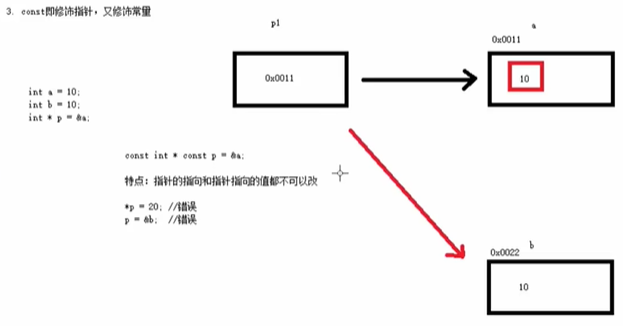 3. const即修饰指针，又修饰常量
p1
a
0x0011
0x0011
10
int a = 10;
int b = 10;
int * p = &a;
const int * const p = &a;
特点：指针的指向和指针指向的值都不可以改
*p = 20; //错误
p = &b; //错误
b
0x0022
10